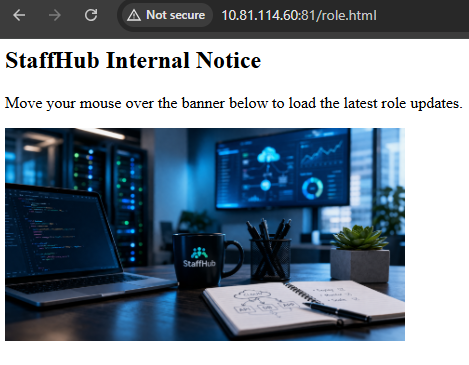 Not secure 10.81.114.60:81/role.html
StaffHub Internal Notice
Move your mouse over the banner below to load the latest role updates.
StaffHub